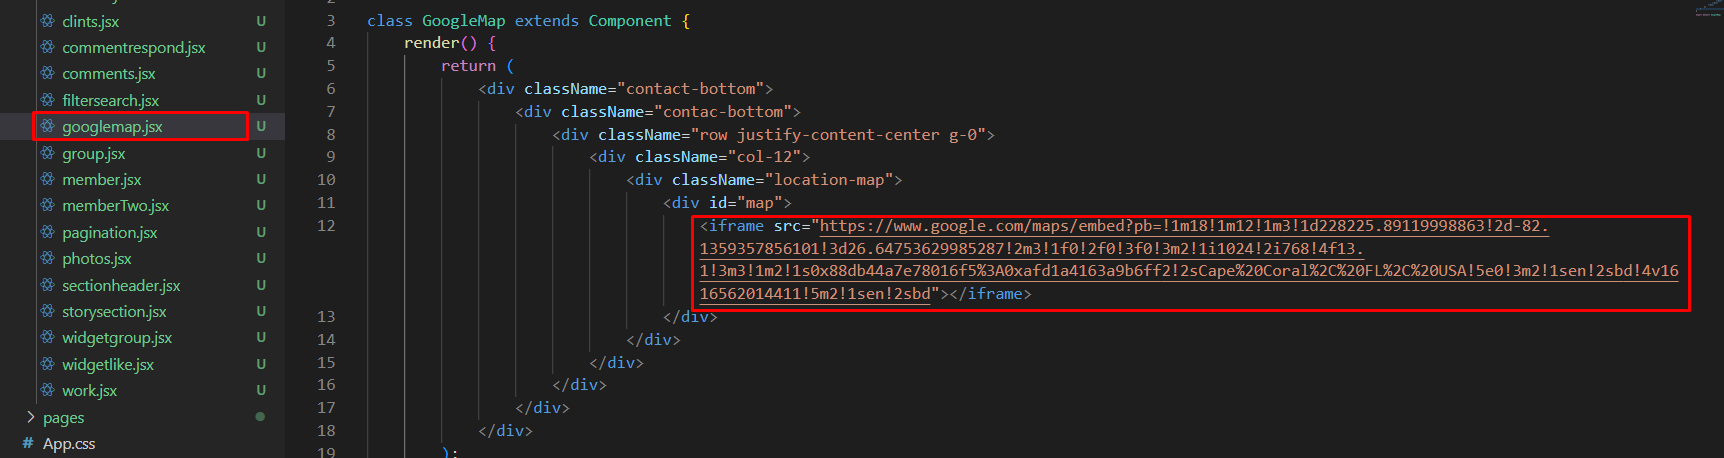 clints.jsx U
commentrespond.jsx U
comments.jsx U
filtersearch.jsx U
googlemap.jsx U
group.jsx U
member.jsx U
memberTwo.jsx U
pagination.jsx U
photos.jsx U
sectionheader.jsx U
storysection.jsx U
widgetgroup.jsx U
widgetlike.jsx U
work.jsx U
> pages
# App.css
2
3 class GoogleMap extends Component {
4 render() {
5 return (
6 <div className="contact-bottom">
7 <div className="contac-bottom">
8 <div className="row justify-content-center g-0">
9 <div className="col-12">
10 <div className="location-map">
11 <div id="map">
12 <iframe src="https://www.google.com/maps/embed?pb=!1m18!1m12!1m3!1d228225.89119998863!2d-82.
1359357856101!3d26.64753629985287!2m3!1f0!2f0!3f0!3m2!1i1024!2i768!4f13.
1!3m3!1m2!1s0x88db44a7e78016f5%3A0xafd1a4163a9b6ff2!2sCape%20Coral%2C%20FL%2C%20USA!5e0!3m2!1sen!2sbd!4v16
16562014411!5m2!1sen!2sbd"></iframe>
13 </div>
14 </div>
15 </div>
16 </div>
17 </div>
18 </div>
19 );